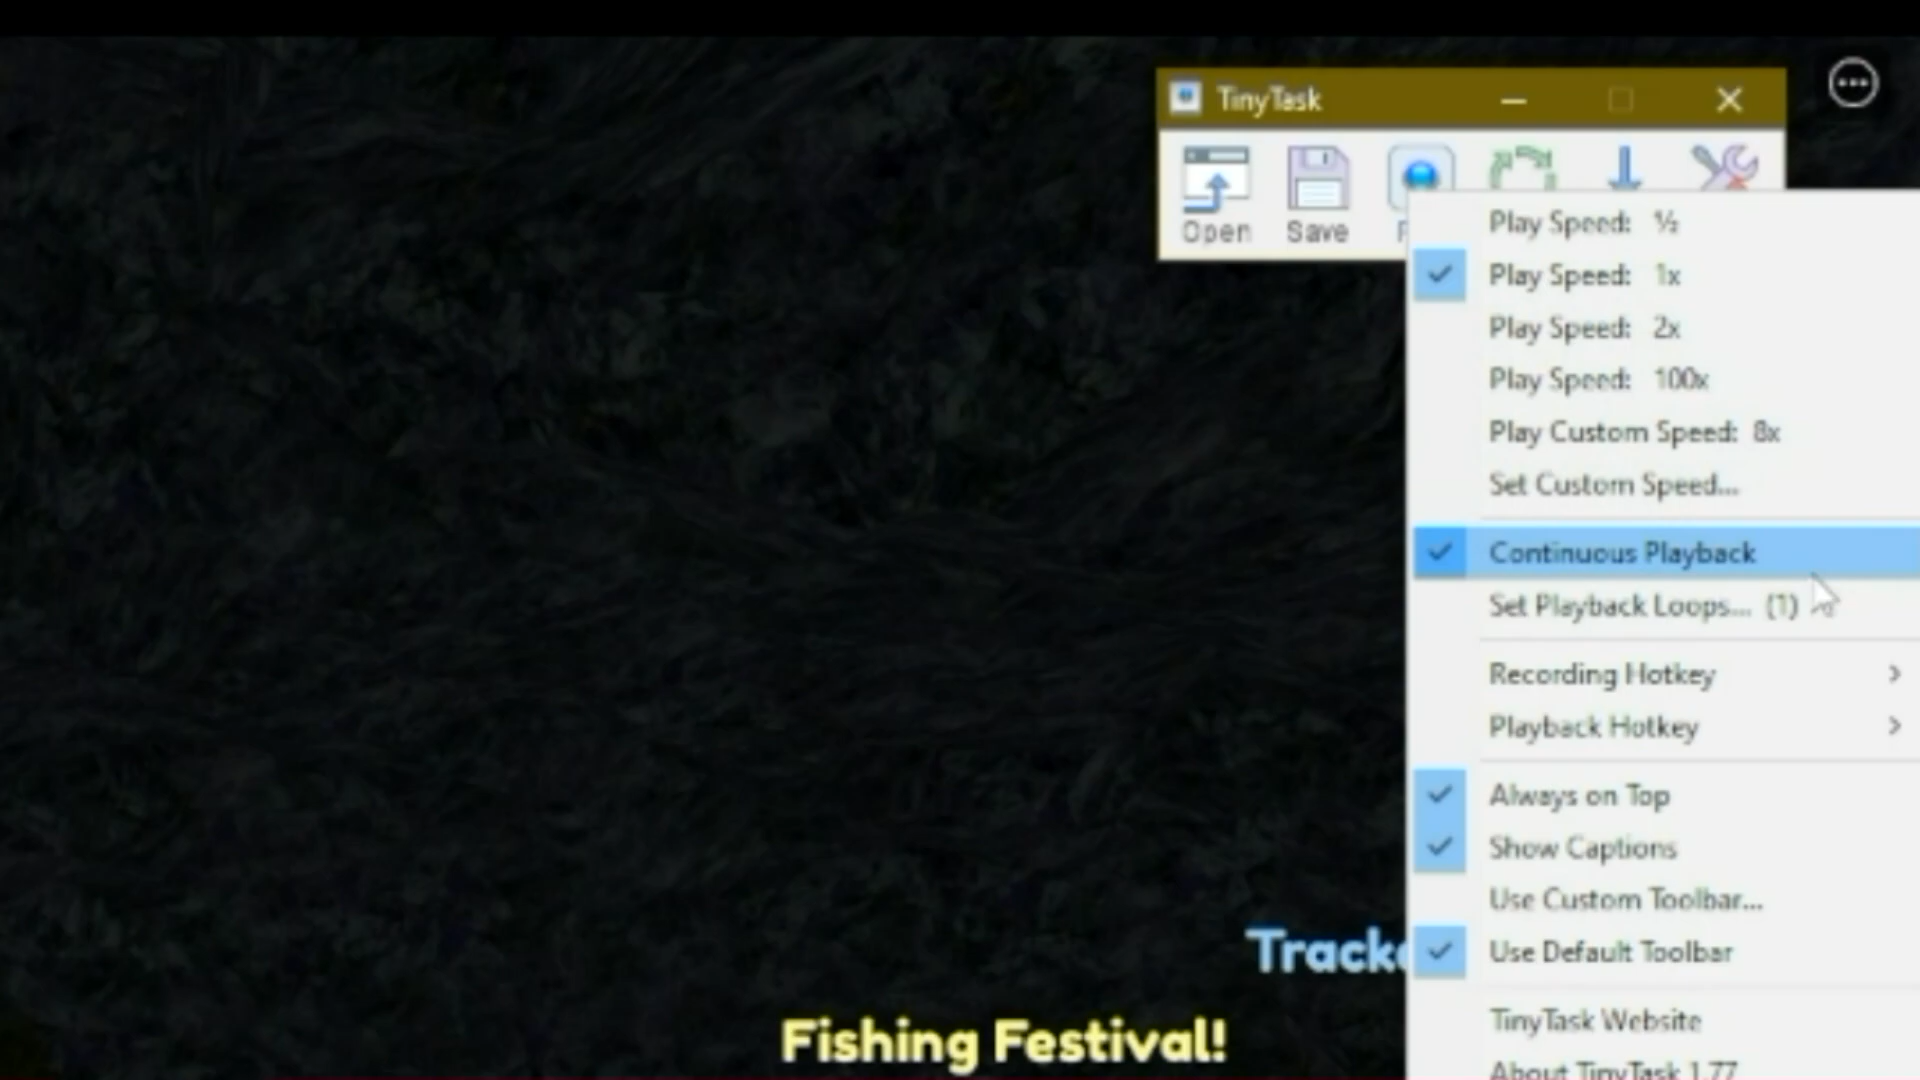 TinyTask
Open
Save
Play Speed: ½
Play Speed: 1x
Play Speed: 2x
Play Speed: 100x
Play Custom Speed: 8x
Set Custom Speed...
Continuous Playback
Set Playback Loops... (1)
Recording Hotkey
Playback Hotkey
Always on Top
Show Captions
Use Custom Toolbar...
Use Default Toolbar
TinyTask Website
About TinyTask 1.77
Fishing Festival!